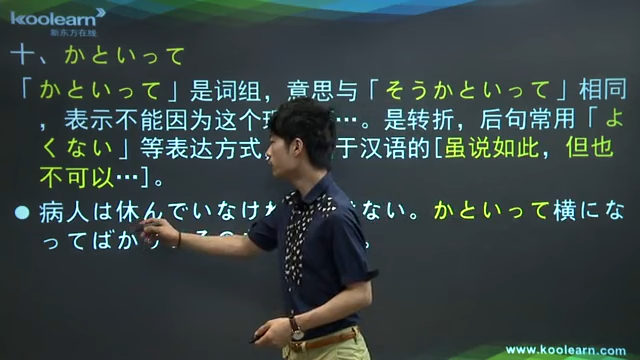 koolearn
新东方在线
十、かといって
「かといって」是词组，意思与「そうかといって」相同
，表示不能因为这个 …。是转折，后句常用「よ
くない」等表达方式， 于汉语的[虽说如此，但也
不可以…]。
● 病人は休んでいなけれ ない。かといって横にな
ってばか
www.koolearn.com